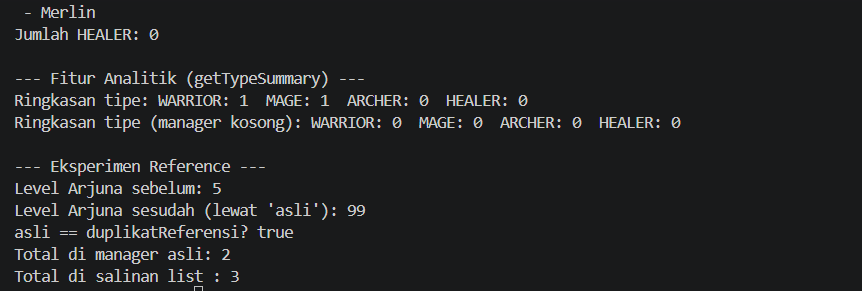 - Merlin
Jumlah HEALER: 0
--- Fitur Analitik (getTypeSummary) ---
Ringkasan tipe: WARRIOR: 1  MAGE: 1  ARCHER: 0  HEALER: 0
Ringkasan tipe (manager kosong): WARRIOR: 0  MAGE: 0  ARCHER: 0  HEALER: 0
--- Eksperimen Reference ---
Level Arjuna sebelum: 5
Level Arjuna sesudah (lewat 'asli'): 99
asli == duplikatReferensi? true
Total di manager asli: 2
Total di salinan list : 3